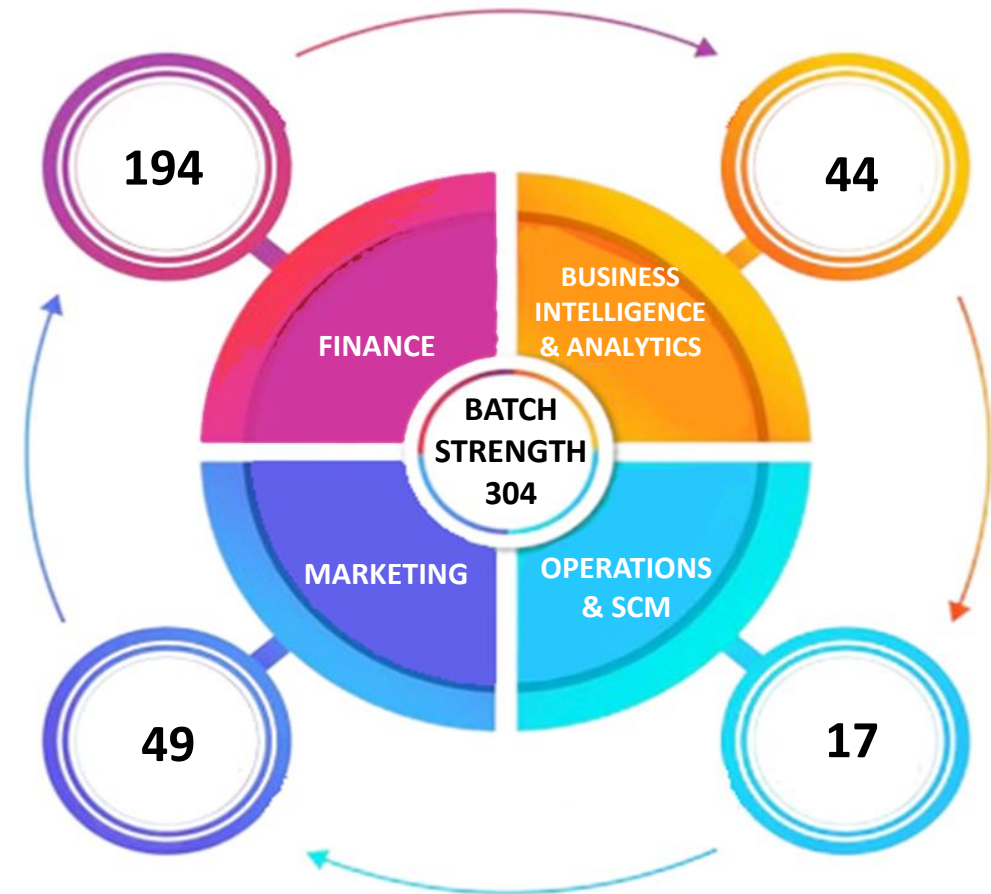 194
44
FINANCE
BUSINESS
INTELLIGENCE
& ANALYTICS
BATCH
STRENGTH
304
MARKETING
OPERATIONS
& SCM
49
17